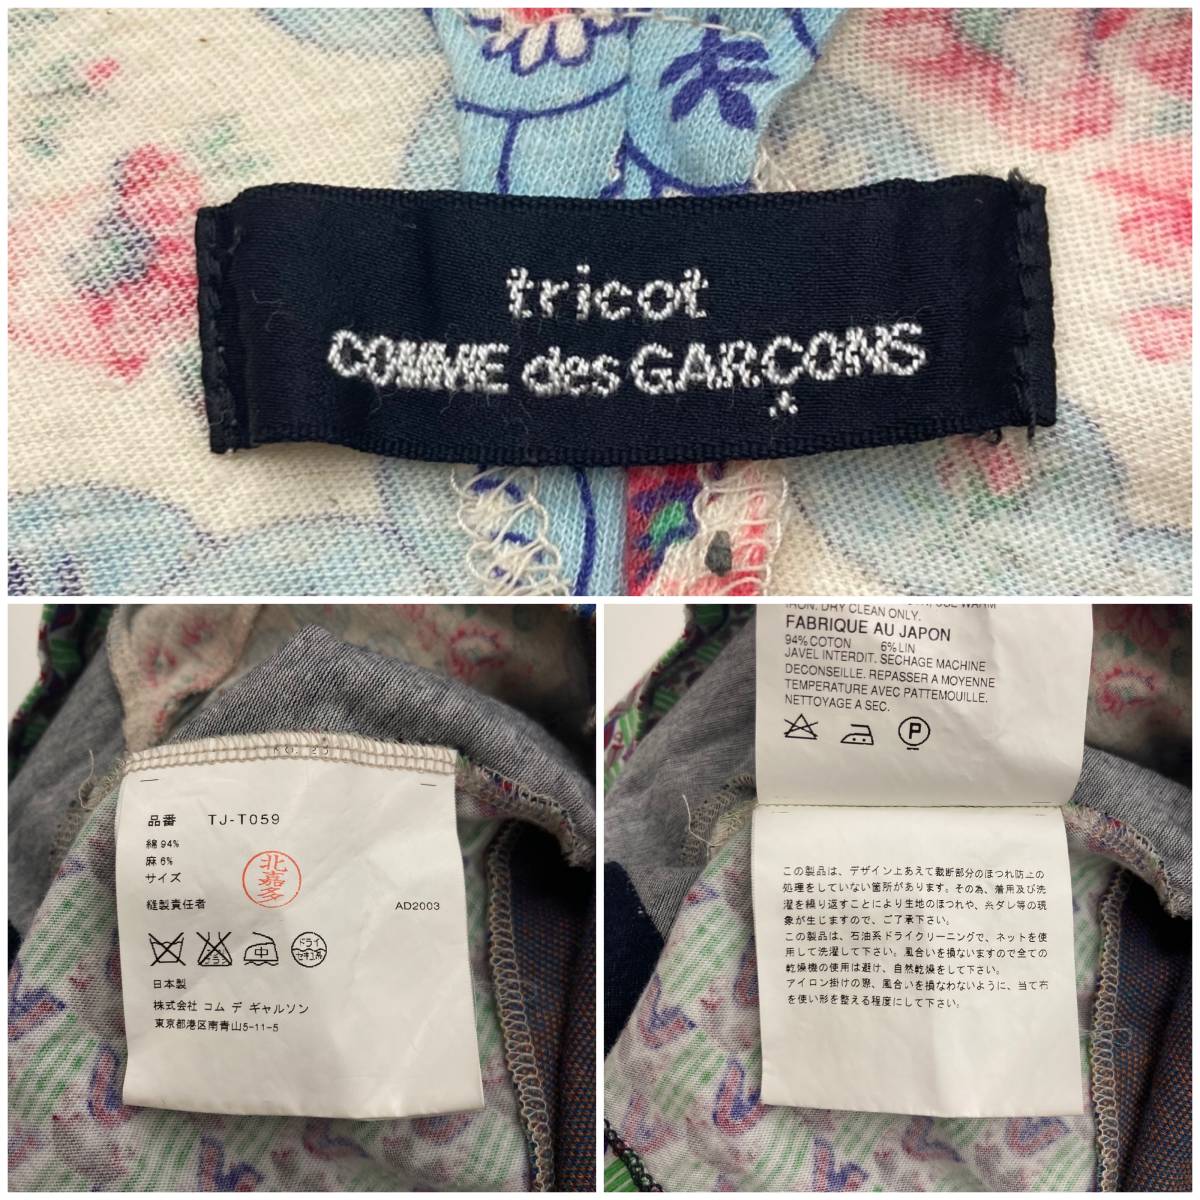 tricot
COMME des GARÇONS
品番 TJ-T059
綿 94%
麻 6%
サイズ
北嘉多
縫製責任者 AD2003
ドライ
セキユ系
日本製
株式会社 コム デ ギャルソン
東京都港区南青山5-11-5
WARM
IRON. DRY CLEAN ONLY.
FABRIQUE AU JAPON
94% COTON 6% LIN
JAVEL INTERDIT. SECHAGE MACHINE
DECONSEILLE. REPASSER A MOYENNE
TEMPERATURE AVEC PATTEMOUILLE.
NETTOYAGE A SEC.
P
この製品は、デザイン上あえて裁断部分のほつれ防止の
処理をしていない箇所があります。その為、着用及び洗
濯を繰り返すことにより生地のほつれや、糸ダレ等の現
象が生じますので、ご了承下さい。
この製品は、石油系ドライクリーニングで、ネットを使
用して洗濯して下さい。風合いを損ないますので全ての
乾燥機の使用は避け、自然乾燥をして下さい。
アイロン掛けの際、風合いを損なわないように、当て布
を使い形を整える程度にして下さい。